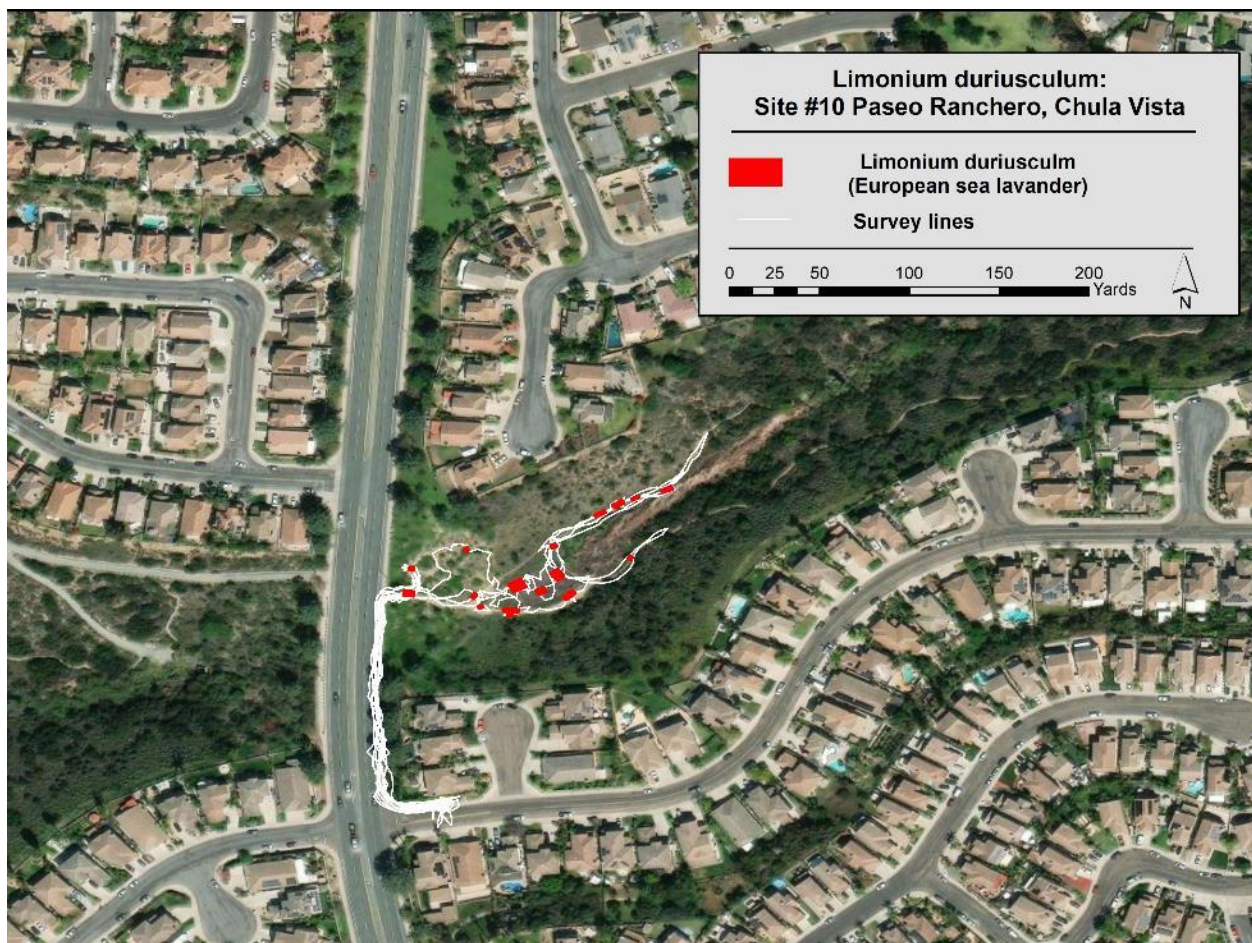 Limonium duriusculum:
Site #10 Paseo Ranchero, Chula Vista
Limonium duriusculm
(European sea lavander)
Survey lines
0 25 50 100 150 200
Yards
N